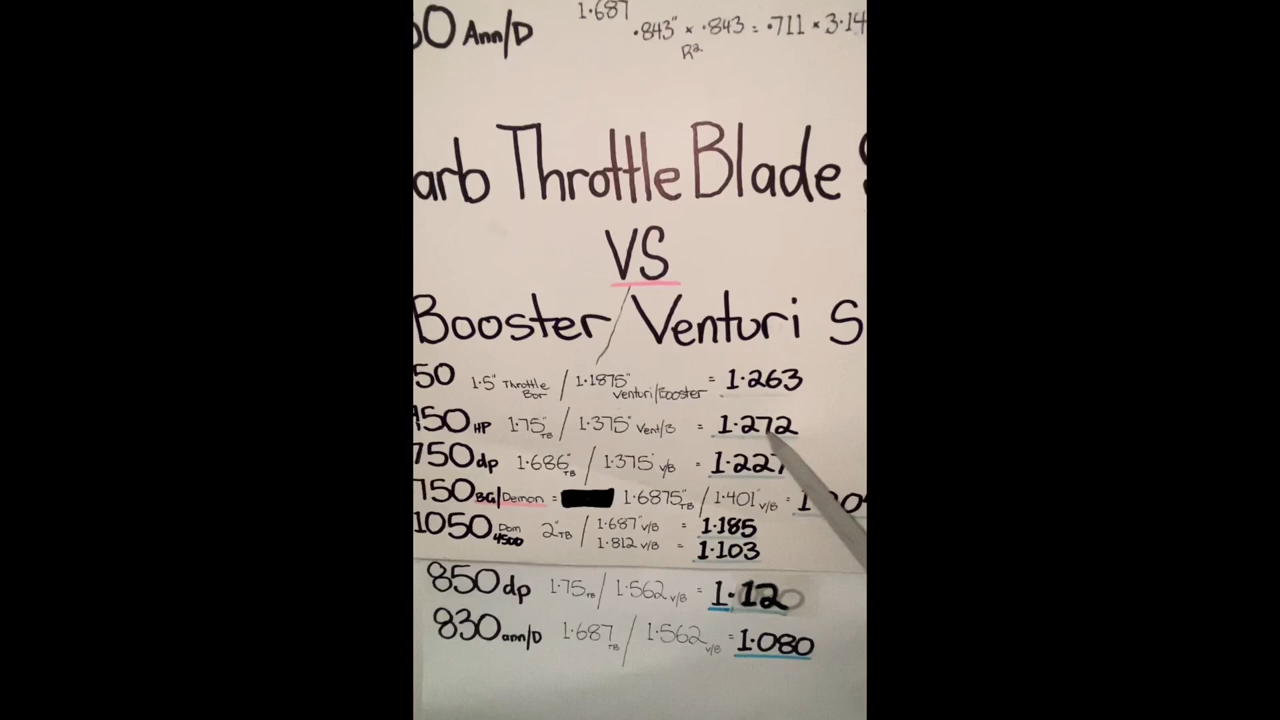 50 Ann/D
1.687
.843" × .843 = .711 × 3.14
R²
arb Throttle Blade
VS
Booster/Venturi S
50 1.5" Throttle Bor / 1.1875" Venturi/Booster = 1.263
750 HP 1.75" TB / 1.375" Vent/B = 1.272
750 dp 1.686" TB / 1.375" V/B = 1.227
750 BG/Demon = 1.6875" TB / 1.401" V/B =
1050 Dom 4500 2" TB / 1.687" V/B = 1.185
1.812 V/B = 1.103
850 dp 1.75 TB / 1.562 V/B = 1.12
830 ann/D 1.687 TB / 1.562 V/B = 1.080